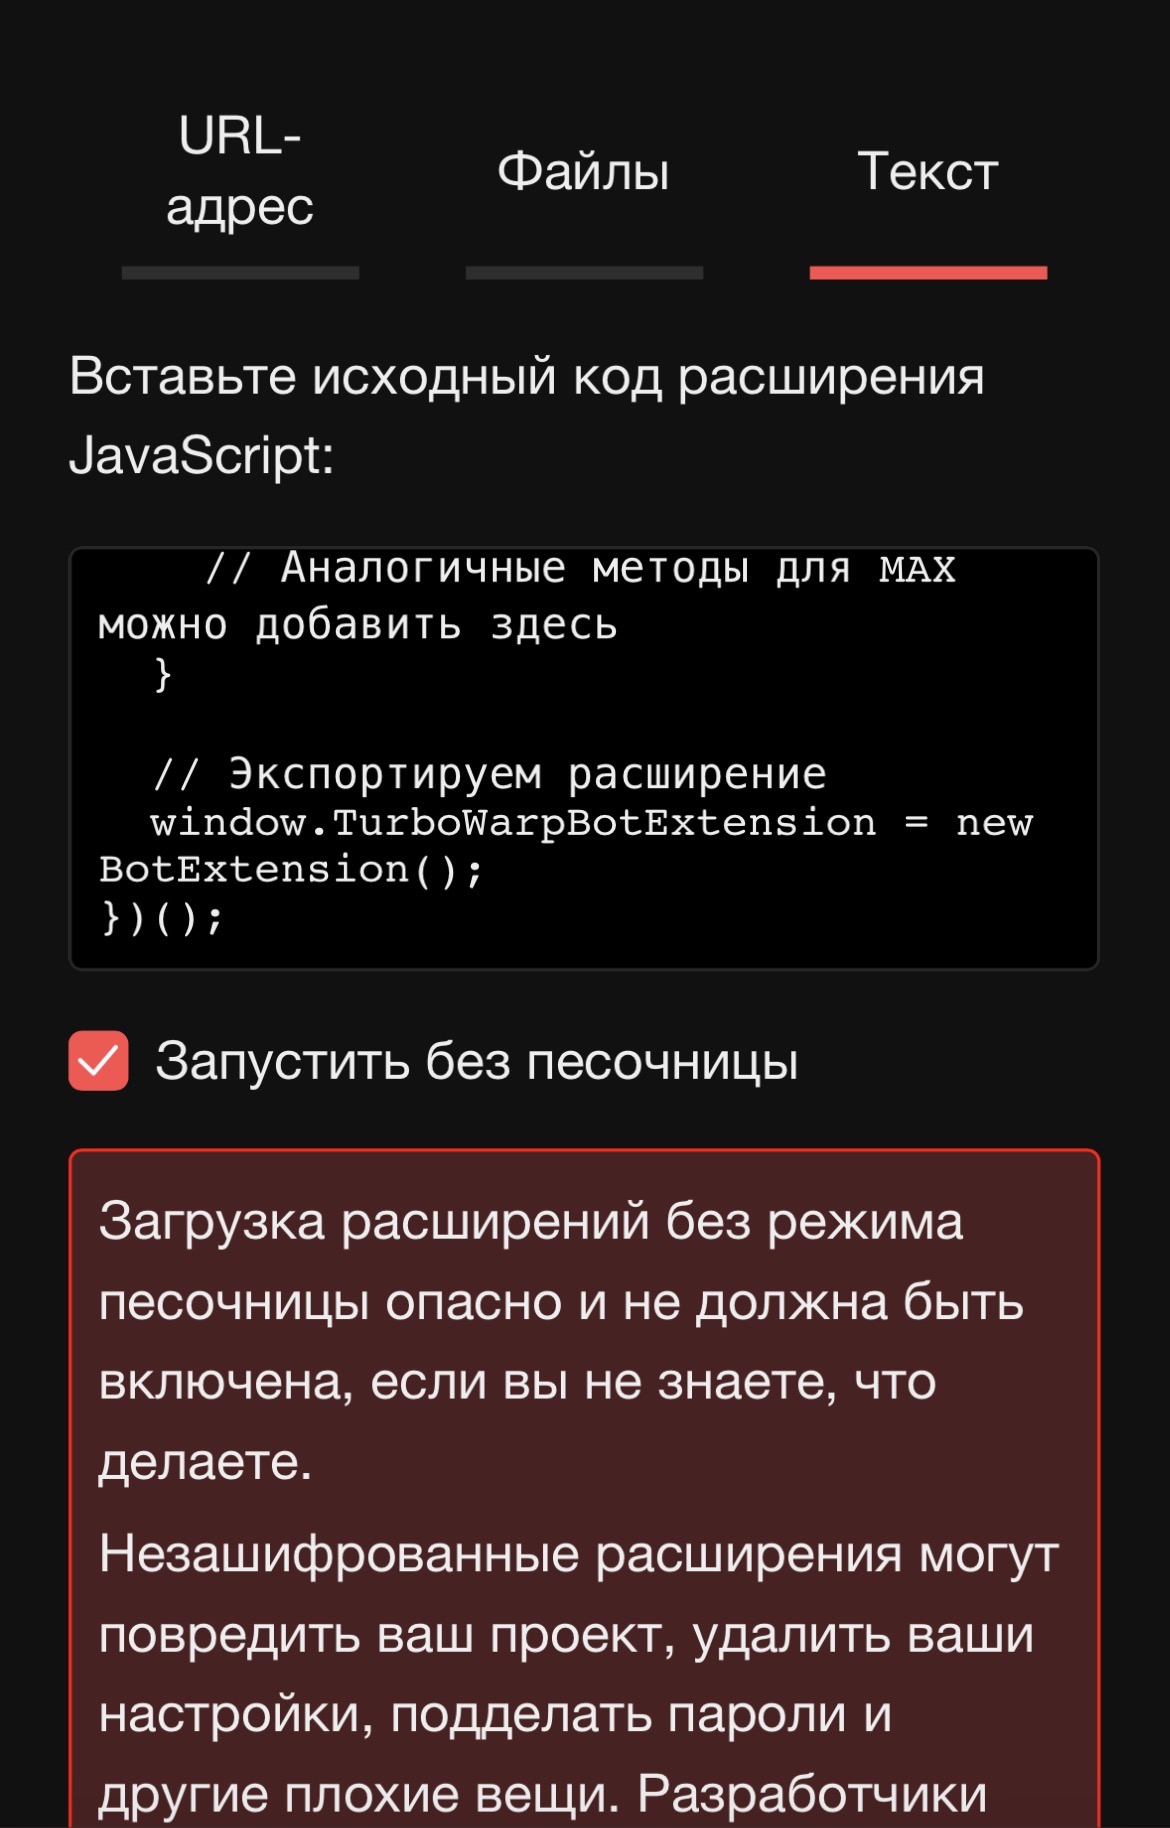 URL-
адрес
Файлы
Текст
Вставьте исходный код расширения
JavaScript:
// Аналогичные методы для MAX
можно добавить здесь
}
// Экспортируем расширение
window.TurboWarpBotExtension = new
BotExtension();
})();
Запустить без песочницы
Загрузка расширений без режима
песочницы опасно и не должна быть
включена, если вы не знаете, что
делаете.
Незашифрованные расширения могут
повредить ваш проект, удалить ваши
настройки, подделать пароли и
другие плохие вещи. Разработчики